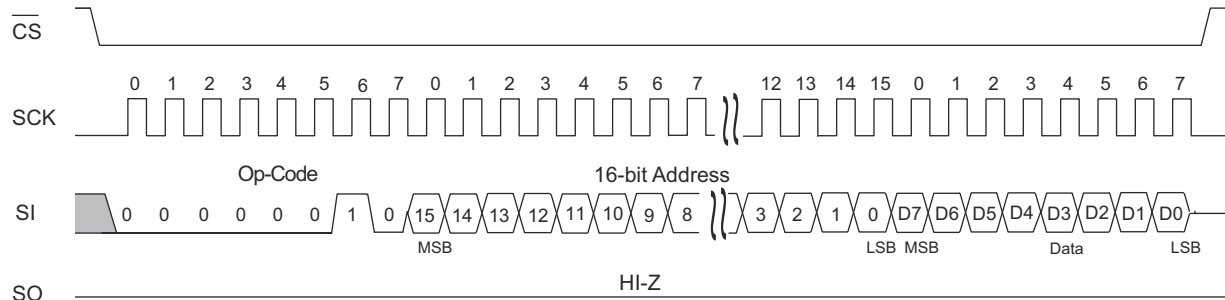 CS
0 1 2 3 4 5 6 7 0 1 2 3 4 5 6 7 12 13 14 15 0 1 2 3 4 5 6 7
SCK
Op-Code 16-bit Address
SI 0 0 0 0 0 0 1 0 15 14 13 12 11 10 9 8 3 2 1 0 D7 D6 D5 D4 D3 D2 D1 D0
MSB LSB MSB Data LSB
HI-Z
SO